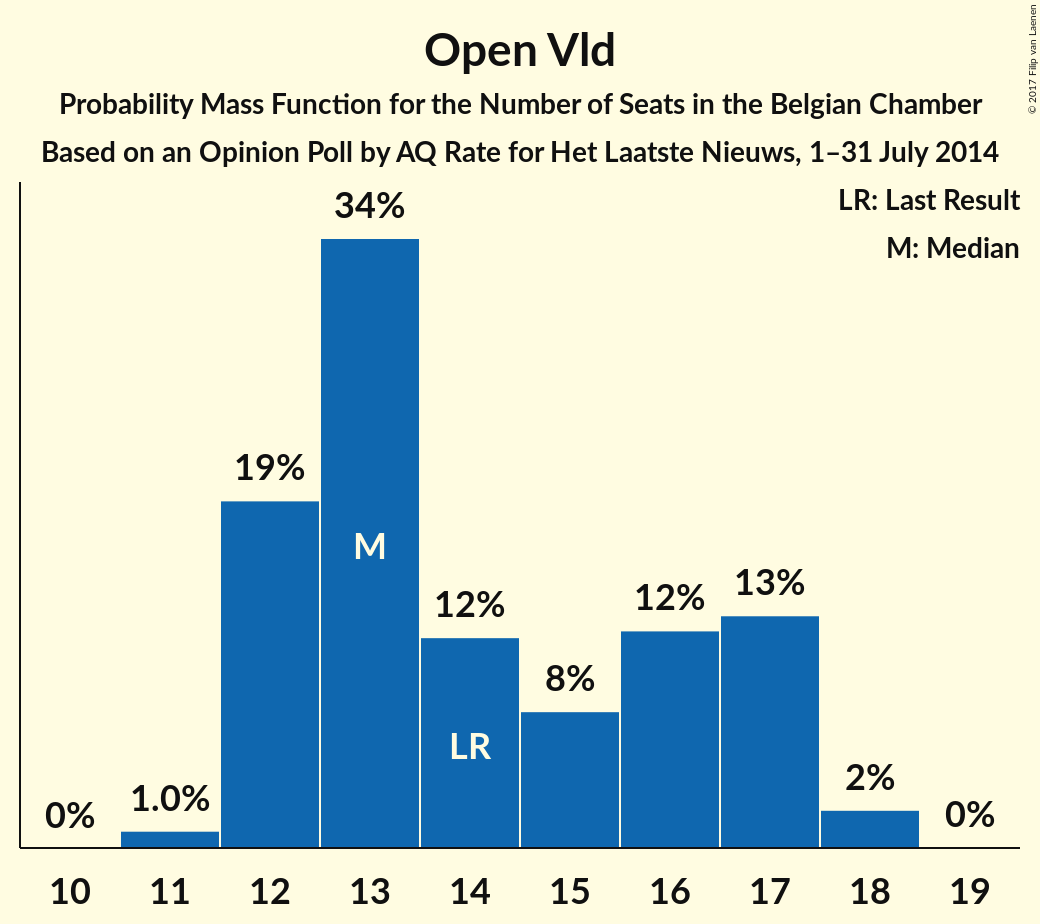 Open Vld
Probability Mass Function for the Number of Seats in the Belgian Chamber
Based on an Opinion Poll by AQ Rate for Het Laatste Nieuws, 1–31 July 2014
© 2017 Filip van Laenen
LR: Last Result
M: Median
34%
19%
M
13%
12%
12%
8%
LR
2%
1.0%
0%
0%
10 11 12 13 14 15 16 17 18 19